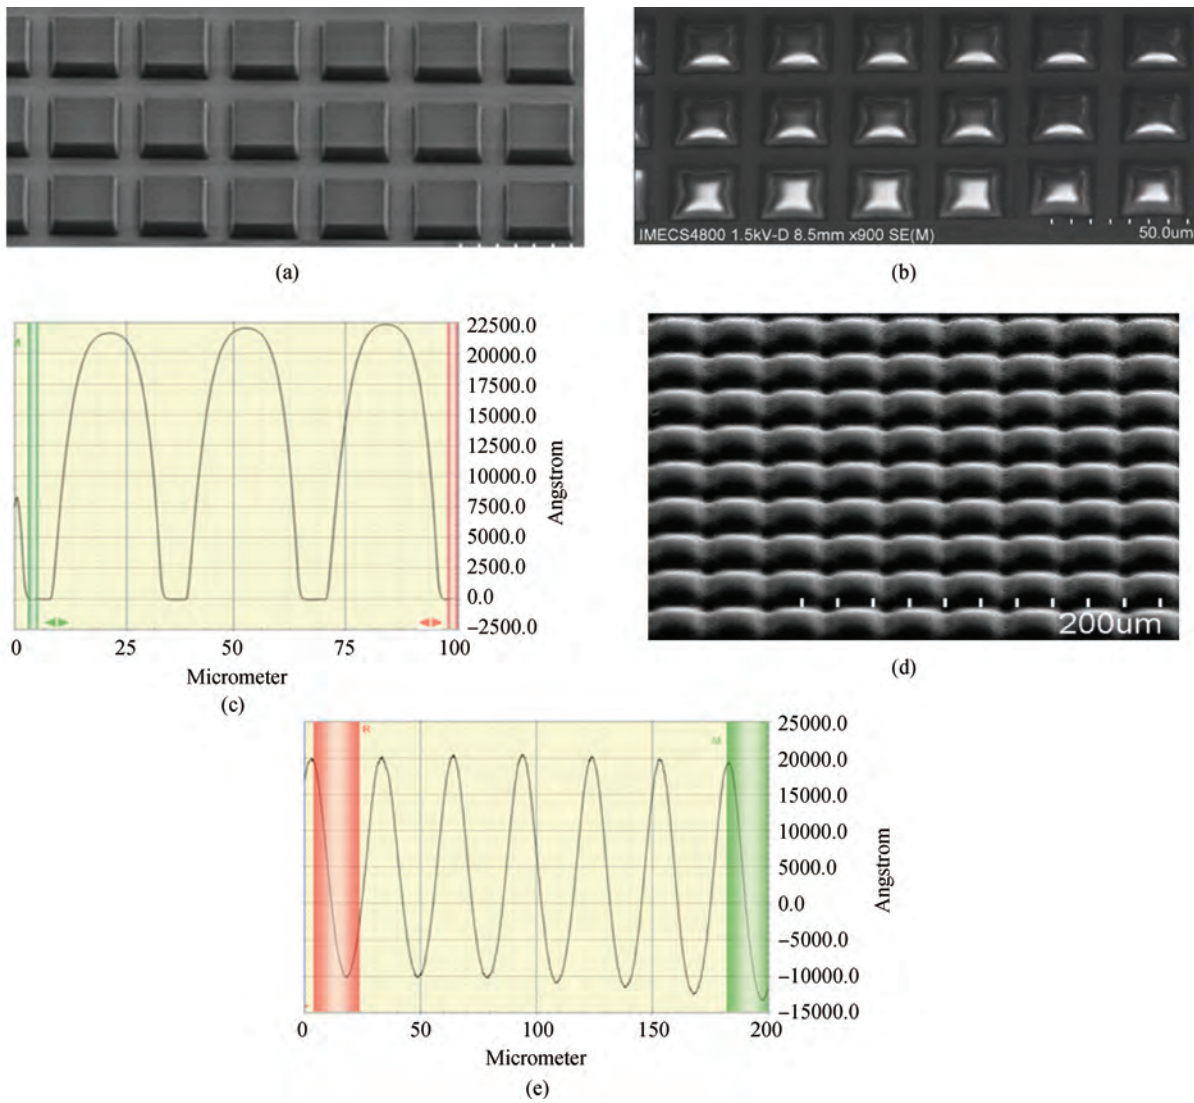 IMECS4800 1.5kV-D 8.5mm x900 SE(M)
50.0um
(a)
(b)
22500.0
20000.0
17500.0
15000.0
12500.0
10000.0
7500.0
5000.0
2500.0
0.0
−2500.0
Angstrom
0 25 50 75 100
Micrometer
(c)
200um
(d)
R
M
25000.0
20000.0
15000.0
10000.0
5000.0
0.0
−5000.0
−10000.0
−15000.0
Angstrom
0 50 100 150 200
Micrometer
(e)